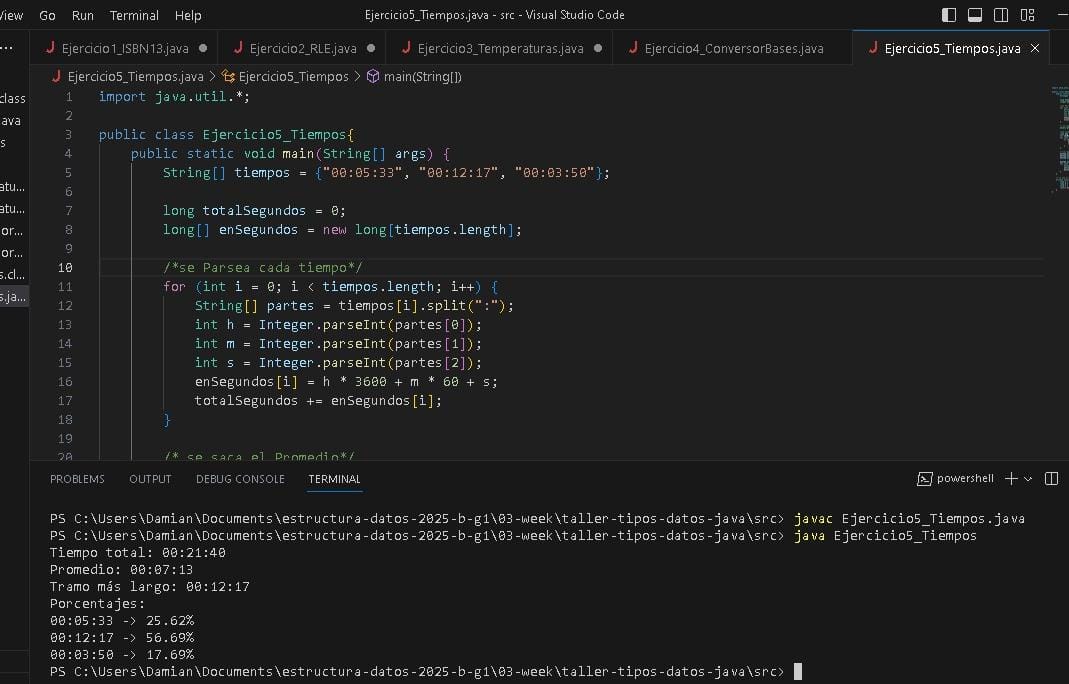 View Go Run Terminal Help Ejercicio5_Tiempos.java - src - Visual Studio Code
Ejercicio1_ISBN13.java Ejercicio2_RLE.java Ejercicio3_Temperaturas.java Ejercicio4_ConversorBases.java Ejercicio5_Tiempos.java
Ejercicio5_Tiempos.java > Ejercicio5_Tiempos > main(String[])
1 import java.util.*;
2
3 public class Ejercicio5_Tiempos{
4 public static void main(String[] args) {
5 String[] tiempos = {"00:05:33", "00:12:17", "00:03:50"};
6
7 long totalSegundos = 0;
8 long[] enSegundos = new long[tiempos.length];
9
10 /*se Parsea cada tiempo*/
11 for (int i = 0; i < tiempos.length; i++) {
12 String[] partes = tiempos[i].split(":");
13 int h = Integer.parseInt(partes[0]);
14 int m = Integer.parseInt(partes[1]);
15 int s = Integer.parseInt(partes[2]);
16 enSegundos[i] = h * 3600 + m * 60 + s;
17 totalSegundos += enSegundos[i];
18 }
19
20 /* se saca el Promedio*/
PROBLEMS OUTPUT DEBUG CONSOLE TERMINAL powershell
PS C:\Users\Damian\Documents\estructura-datos-2025-b-g1\03-week\taller-tipos-datos-java\src> javac Ejercicio5_Tiempos.java
PS C:\Users\Damian\Documents\estructura-datos-2025-b-g1\03-week\taller-tipos-datos-java\src> java Ejercicio5_Tiempos
Tiempo total: 00:21:40
Promedio: 00:07:13
Tramo más largo: 00:12:17
Porcentajes:
00:05:33 -> 25.62%
00:12:17 -> 56.69%
00:03:50 -> 17.69%
PS C:\Users\Damian\Documents\estructura-datos-2025-b-g1\03-week\taller-tipos-datos-java\src>